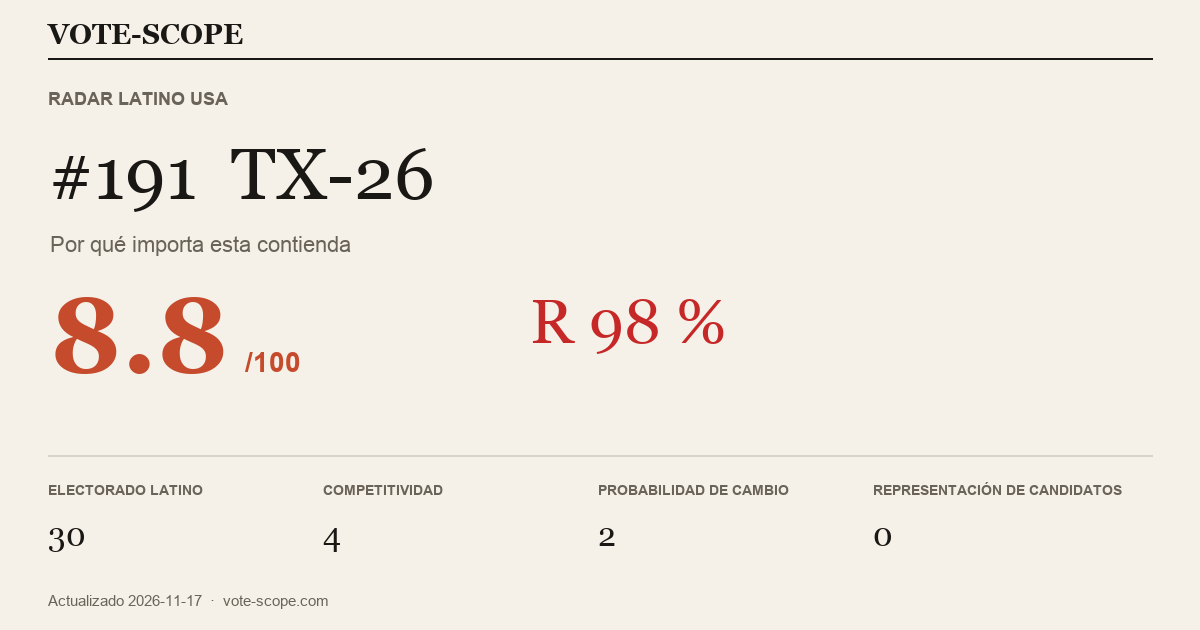 VOTE-SCOPE
RADAR LATINO USA
#191 TX-26
Por qué importa esta contienda
8.8 /100
R 98 %
ELECTORADO LATINO
COMPETITIVIDAD
PROBABILIDAD DE CAMBIO
REPRESENTACIÓN DE CANDIDATOS
30
4
2
0
Actualizado 2026-11-17 · vote-scope.com